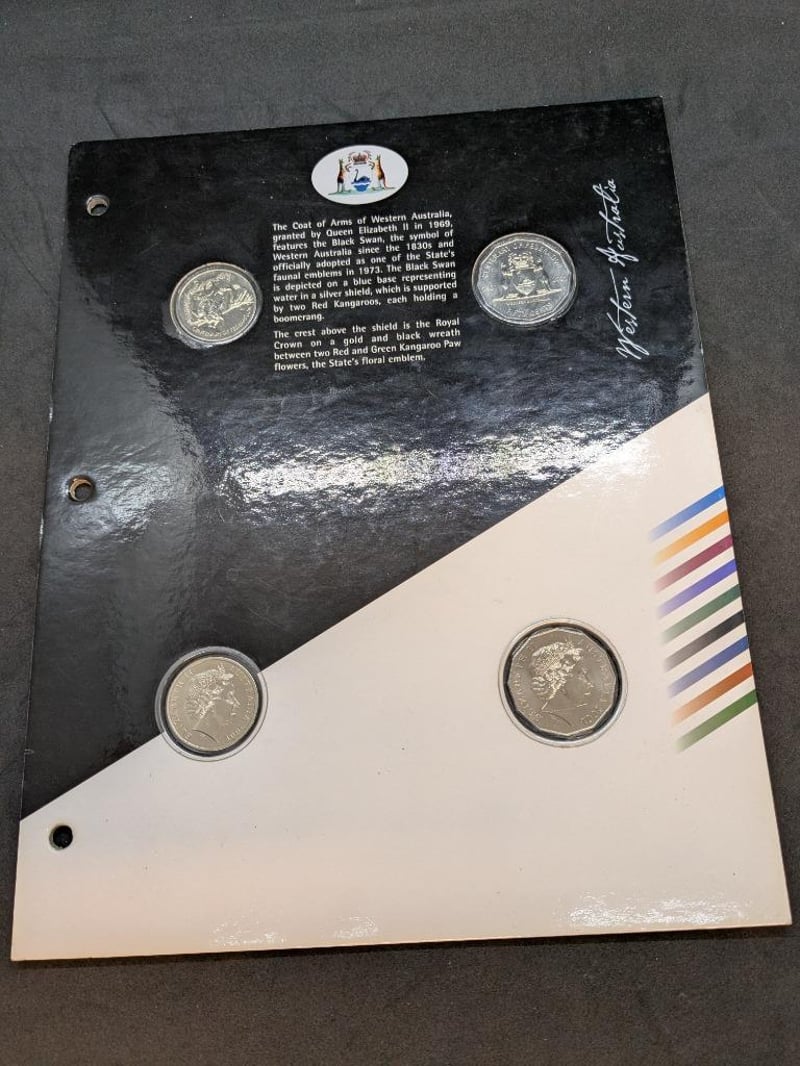 The Coat of Arms of Western Australia,
granted by Queen Elizabeth II in 1969,
features the Black Swan, the symbol of
Western Australia since the 1830s and
officially adopted as one of the State's
faunal emblems in 1973. The Black Swan
is depicted on a blue base representing
water in a silver shield, which is supported
by two Red Kangaroos, each holding a
boomerang.
The crest above the shield is the Royal
Crown on a gold and black wreath
between two Red and Green Kangaroo Paw
flowers, the State's floral emblem.
Western Australia